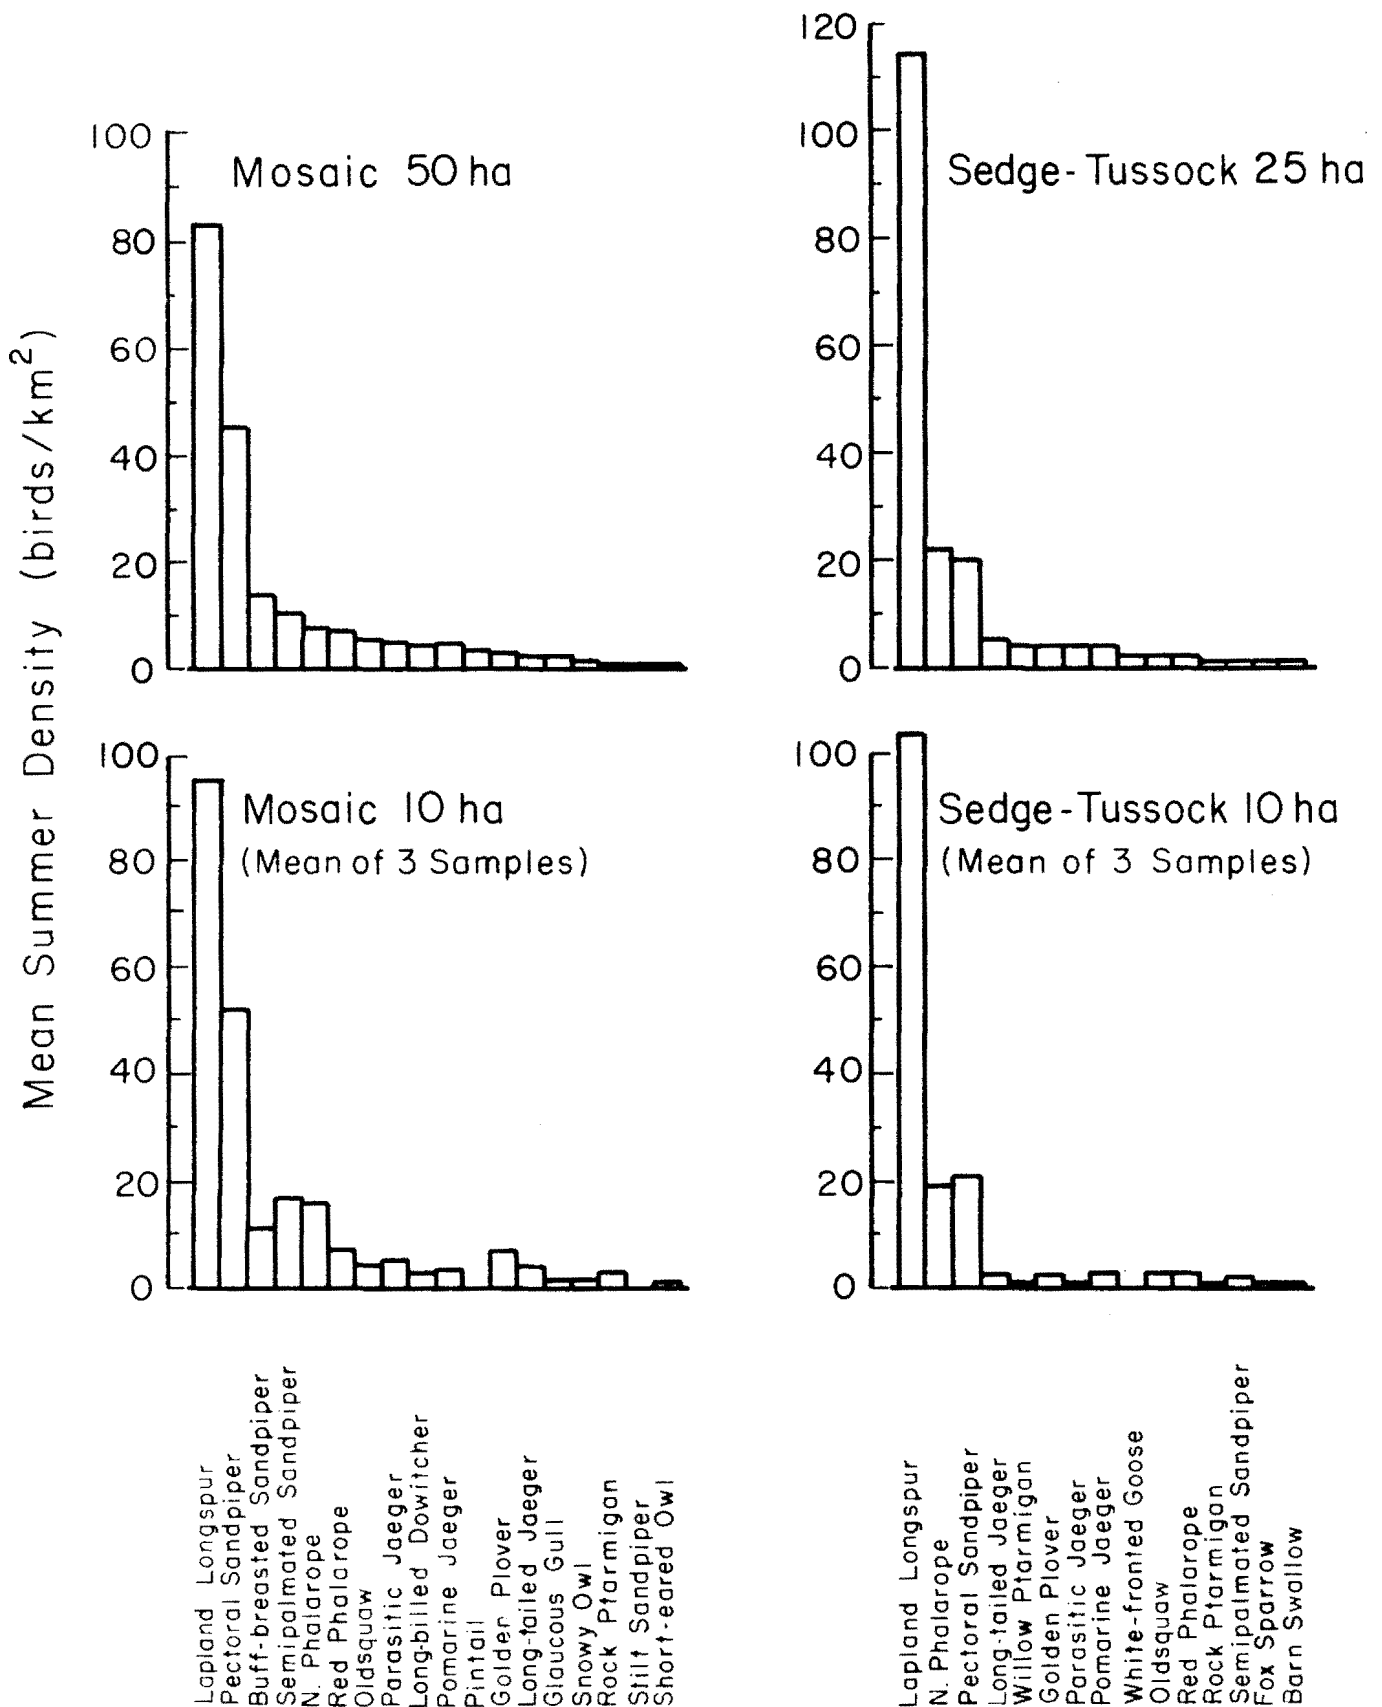 Mean Summer Density (birds/km²)
100
80
60
40
20
0
Mosaic 50 ha
120
100
80
60
40
20
0
Sedge-Tussock 25 ha
100
80
60
40
20
0
Mosaic 10 ha
(Mean of 3 Samples)
100
80
60
40
20
0
Sedge-Tussock 10 ha
(Mean of 3 Samples)
Lapland Longspur
Pectoral Sandpiper
Buff-breasted Sandpiper
Semipalmated Sandpiper
N. Phalarope
Red Phalarope
Oldsquaw
Parasitic Jaeger
Long-billed Dowitcher
Pomarine Jaeger
Pintail
Golden Plover
Long-tailed Jaeger
Glaucous Gull
Snowy Owl
Rock Ptarmigan
Stilt Sandpiper
Short-eared Owl
Lapland Longspur
N. Phalarope
Pectoral Sandpiper
Long-tailed Jaeger
Willow Ptarmigan
Golden Plover
Parasitic Jaeger
Pomarine Jaeger
White-fronted Goose
Oldsquaw
Red Phalarope
Rock Ptarmigan
Semipalmated Sandpiper
Fox Sparrow
Barn Swallow